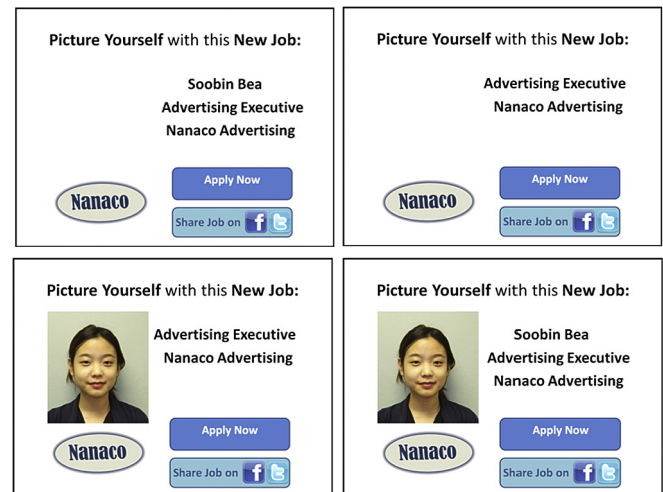 Picture Yourself with this New Job:
Soobin Bea
Advertising Executive
Nanaco Advertising
Apply Now
Nanaco
Share Job on f t
Picture Yourself with this New Job:
Advertising Executive
Nanaco Advertising
Apply Now
Nanaco
Share Job on f t
Picture Yourself with this New Job:
Advertising Executive
Nanaco Advertising
Apply Now
Nanaco
Share Job on f t
Picture Yourself with this New Job:
Soobin Bea
Advertising Executive
Nanaco Advertising
Apply Now
Nanaco
Share Job on f t